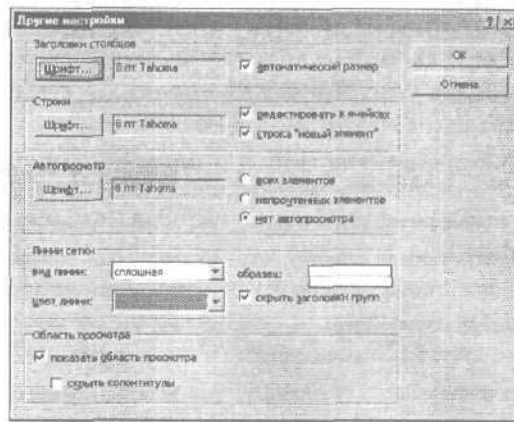 Другие настройки
Заголовки столбцов
Шрифт...
8 пт Tahoma
автоматический размер
ОК
Отмена
Строки
Шрифт...
8 пт Tahoma
редактировать в ячейках
строка "новый элемент"
Автопросмотр
Шрифт...
8 пт Tahoma
всех элементов
непрочтенных элементов
нет автопросмотра
Линии сетки
вид линии:
сплошная
образец:
цвет линии:
скрыть заголовки групп
Область просмотра
показать область просмотра
скрыть колонтитулы